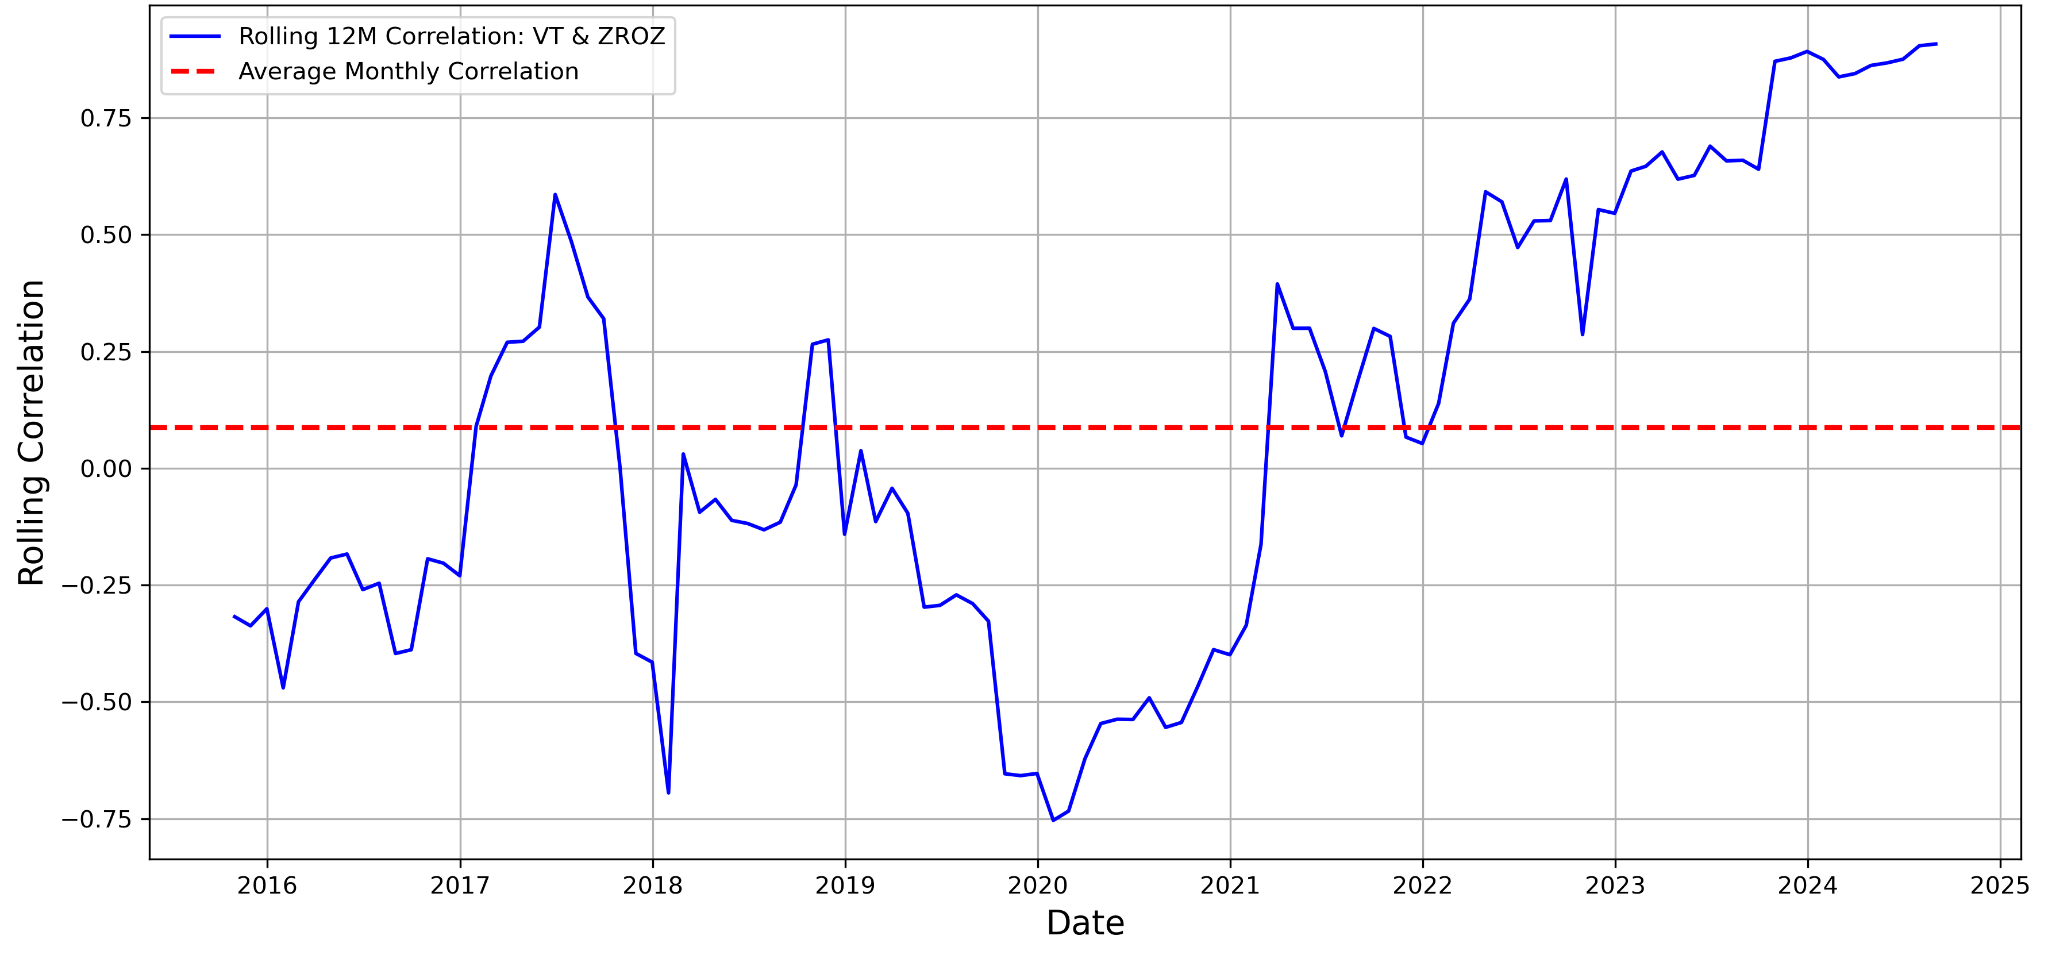 Rolling 12M Correlation: VT & ZROZ
Average Monthly Correlation
0.75
0.50
0.25
0.00
−0.25
−0.50
−0.75
Rolling Correlation
2016 2017 2018 2019 2020 2021 2022 2023 2024 2025
Date